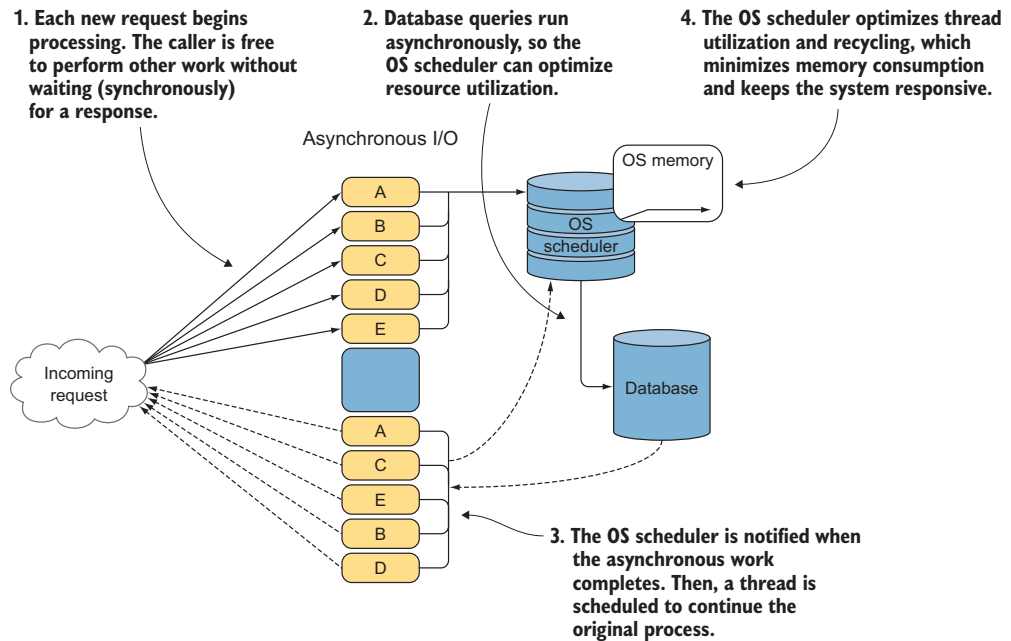 1. Each new request begins
processing. The caller is free
to perform other work without
waiting (synchronously)
for a response.
2. Database queries run
asynchronously, so the
OS scheduler can optimize
resource utilization.
4. The OS scheduler optimizes thread
utilization and recycling, which
minimizes memory consumption
and keeps the system responsive.
Asynchronous I/O
OS memory
A
B
C
D
E
OS
scheduler
Incoming
request
Database
A
C
E
B
D
3. The OS scheduler is notified when
the asynchronous work
completes. Then, a thread is
scheduled to continue the
original process.